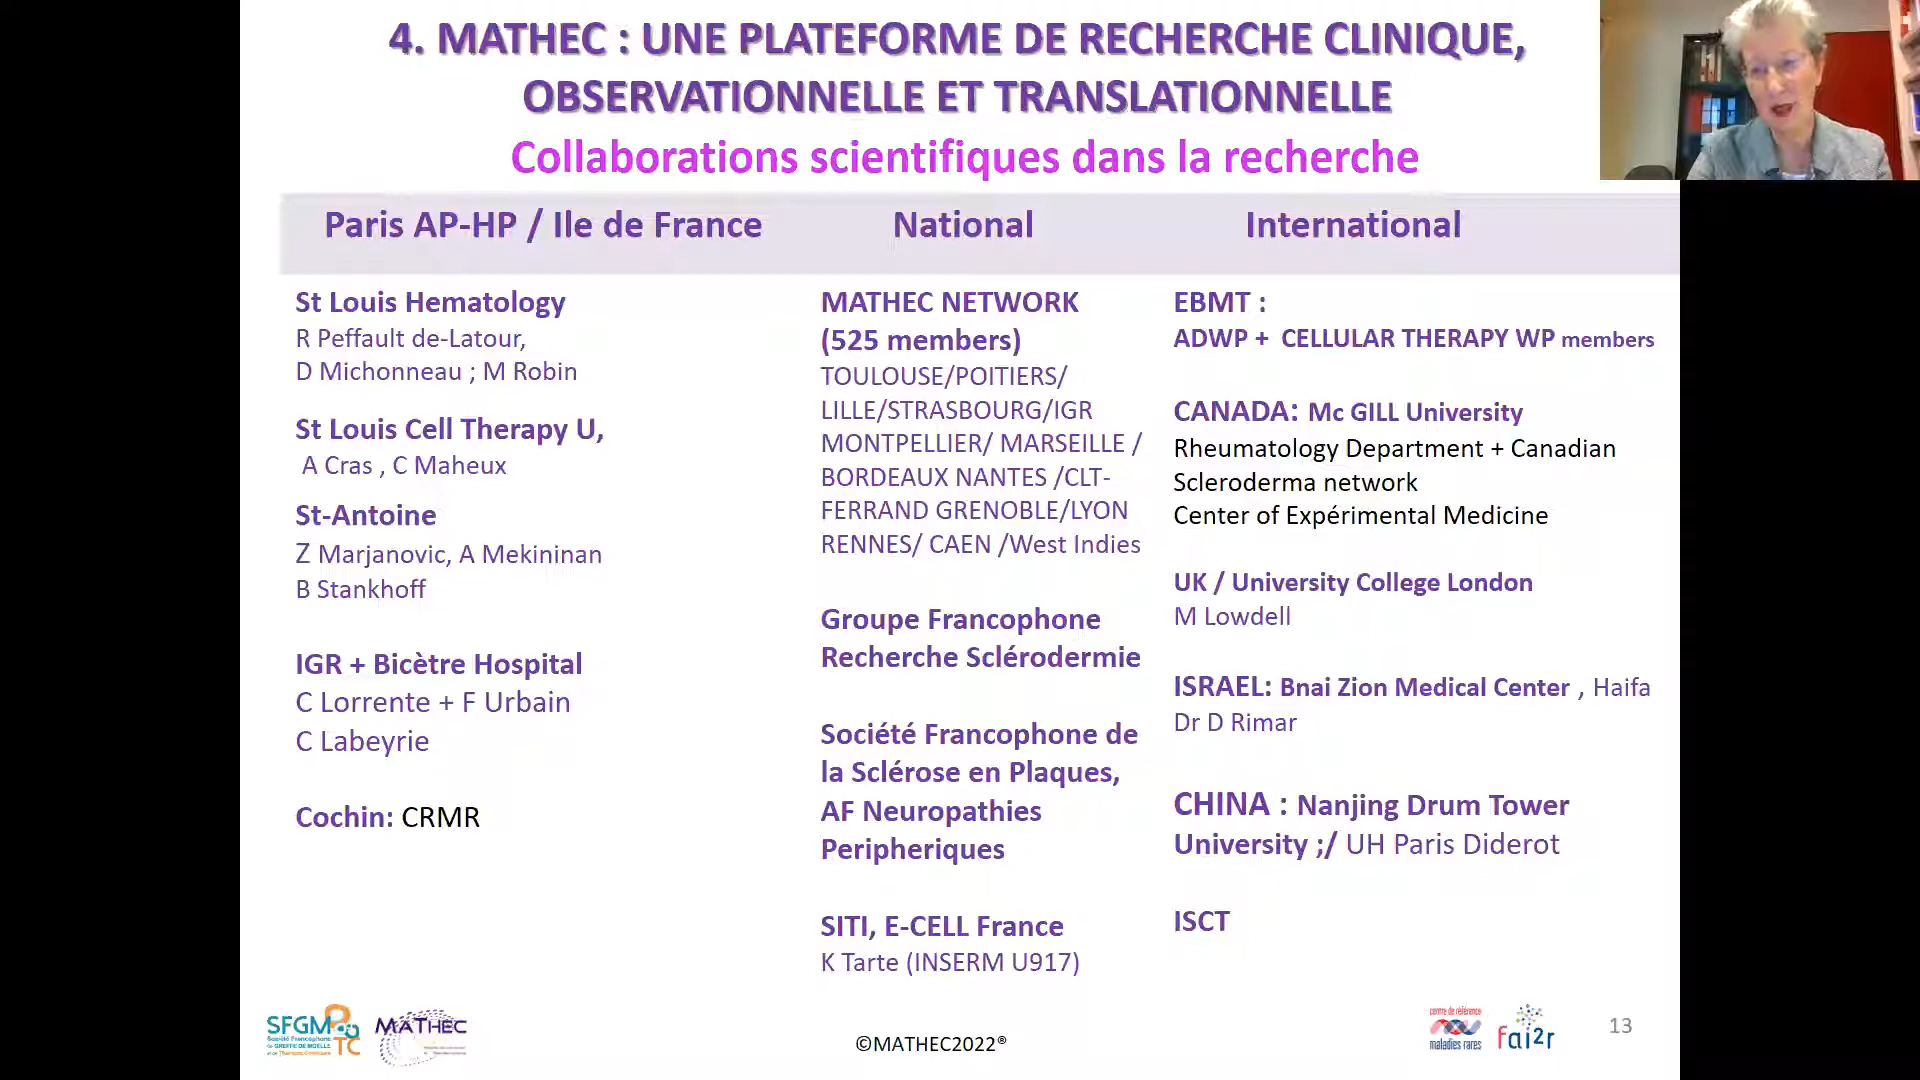 4. MATHEC : UNE PLATEFORME DE RECHERCHE CLINIQUE,
OBSERVATIONNELLE ET TRANSLATIONNELLE
Collaborations scientifiques dans la recherche
Paris AP-HP / Ile de France
St Louis Hematology
R Peffault de-Latour,
D Michonneau ; M Robin
St Louis Cell Therapy U,
A Cras , C Maheux
St-Antoine
Z Marjanovic, A Mekininan
B Stankhoff
IGR + Bicètre Hospital
C Lorrente + F Urbain
C Labeyrie
Cochin: CRMR
National
MATHEC NETWORK
(525 members)
TOULOUSE/POITIERS/
LILLE/STRASBOURG/IGR
MONTPELLIER/ MARSEILLE /
BORDEAUX NANTES /CLT-
FERRAND GRENOBLE/LYON
RENNES/ CAEN /West Indies
Groupe Francophone
Recherche Sclérodermie
Société Francophone de
la Sclérose en Plaques,
AF Neuropathies
Peripheriques
SITI, E-CELL France
K Tarte (INSERM U917)
International
EBMT :
ADWP + CELLULAR THERAPY WP members
CANADA: Mc GILL University
Rheumatology Department + Canadian
Scleroderma network
Center of Expérimental Medicine
UK / University College London
M Lowdell
ISRAEL: Bnai Zion Medical Center , Haifa
Dr D Rimar
CHINA : Nanjing Drum Tower
University ;/ UH Paris Diderot
ISCT
SFGM
TC
MATHEC
©MATHEC2022®
centre de référence
maladies rares
fai2r
13